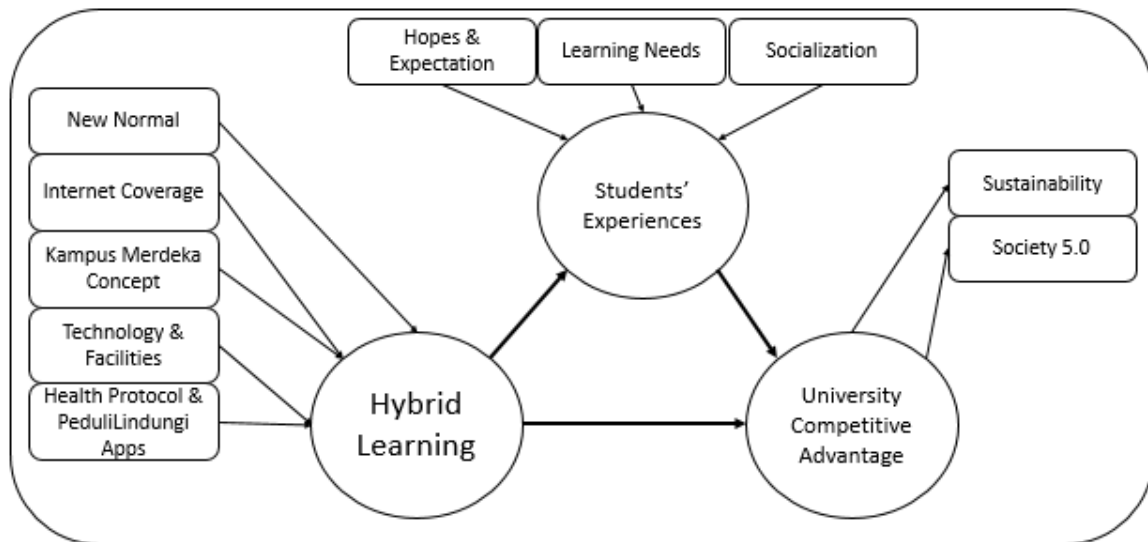 Hopes &
Expectation
Learning Needs
Socialization
New Normal
Internet Coverage
Kampus Merdeka
Concept
Technology &
Facilities
Health Protocol &
PeduliLindungi
Apps
Students’
Experiences
Sustainability
Society 5.0
Hybrid
Learning
University
Competitive
Advantage